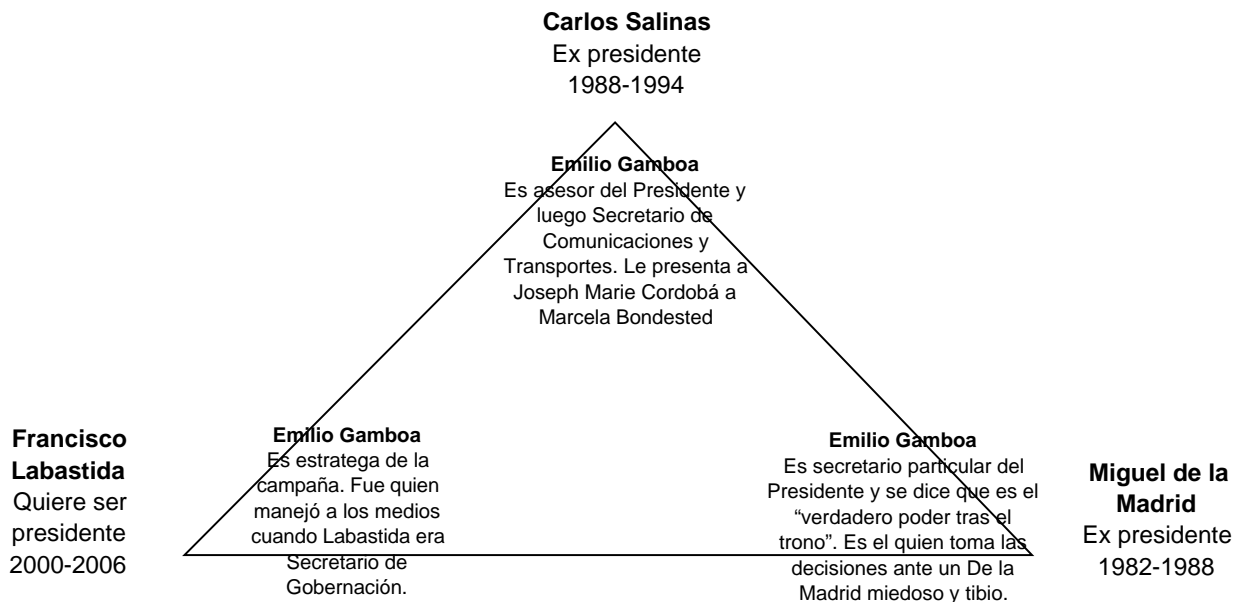 Carlos Salinas
Ex presidente
1988-1994
Emilio Gamboa
Es asesor del Presidente y
luego Secretario de
Comunicaciones y
Transportes. Le presenta a
Joseph Marie Cordobá a
Marcela Bondested
Francisco
Labastida
Quiere ser
presidente
2000-2006
Emilio Gamboa
Es estratega de la
campaña. Fue quien
manejó a los medios
cuando Labastida era
Secretario de
Gobernación.
Emilio Gamboa
Es secretario particular del
Presidente y se dice que es el
“verdadero poder tras el
trono”. Es el quien toma las
decisiones ante un De la
Madrid miedoso y tibio.
Miguel de la
Madrid
Ex presidente
1982-1988